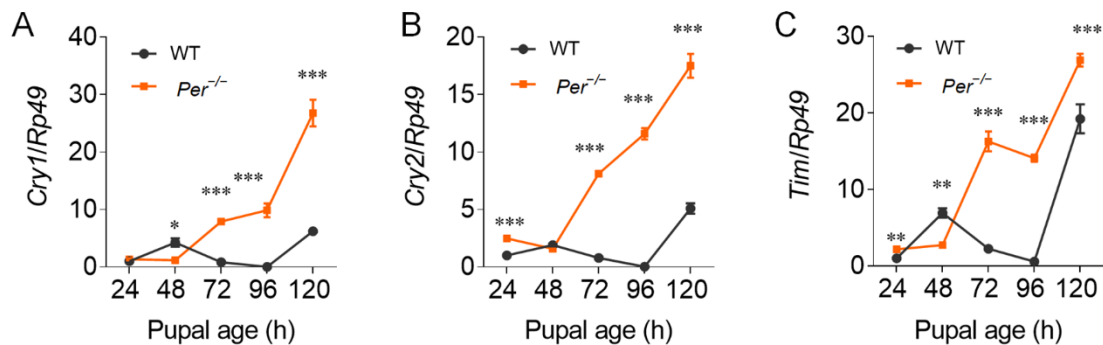 A
Cry1/Rp49
40
30
20
10
0
WT
Per−/−
*
***
***
***
24 48 72 96 120
Pupal age (h)
B
Cry2/Rp49
20
15
10
5
0
WT
Per−/−
***
***
***
***
24 48 72 96 120
Pupal age (h)
C
Tim/Rp49
30
20
10
0
WT
Per−/−
**
**
***
***
***
24 48 72 96 120
Pupal age (h)